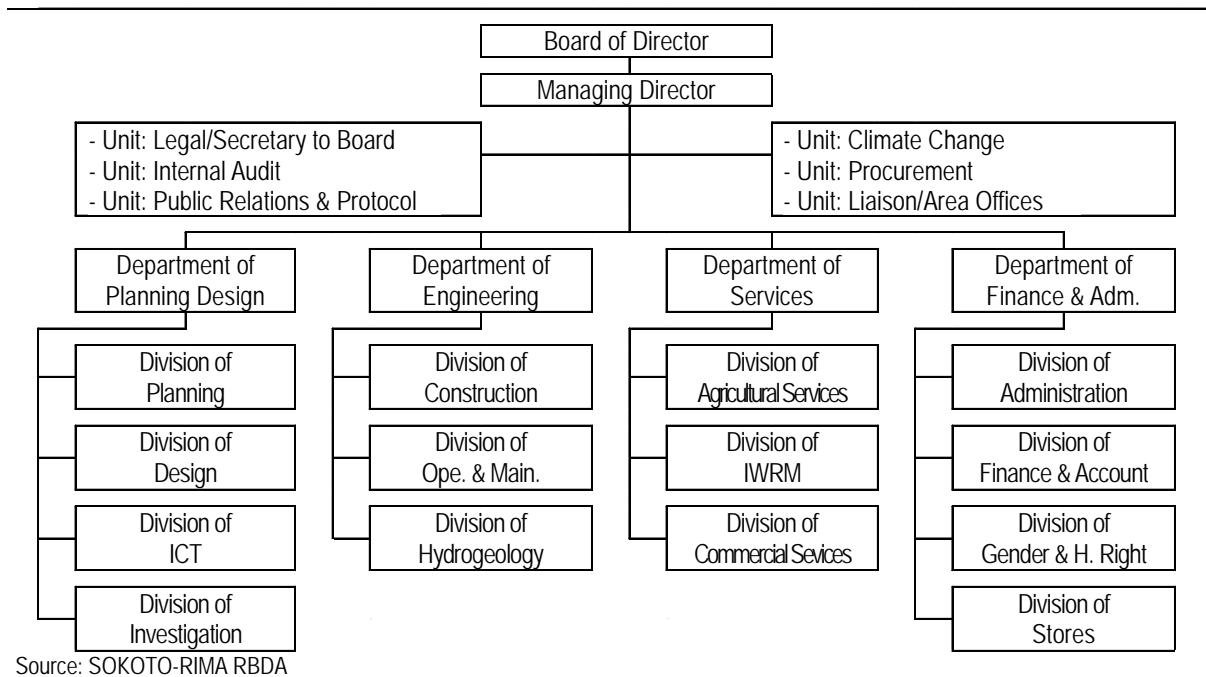 Board of Director
Managing Director
- Unit: Legal/Secretary to Board
- Unit: Internal Audit
- Unit: Public Relations & Protocol
- Unit: Climate Change
- Unit: Procurement
- Unit: Liaison/Area Offices
Department of
Planning Design
Department of
Engineering
Department of
Services
Department of
Finance & Adm.
Division of
Planning
Division of
Construction
Division of
Agricultural Services
Division of
Administration
Division of
Design
Division of
Ope. & Main.
Division of
IWRM
Division of
Finance & Account
Division of
ICT
Division of
Hydrogeology
Division of
Commercial Sevices
Division of
Gender & H. Right
Division of
Investigation
Division of
Stores
Source: SOKOTO-RIMA RBDA